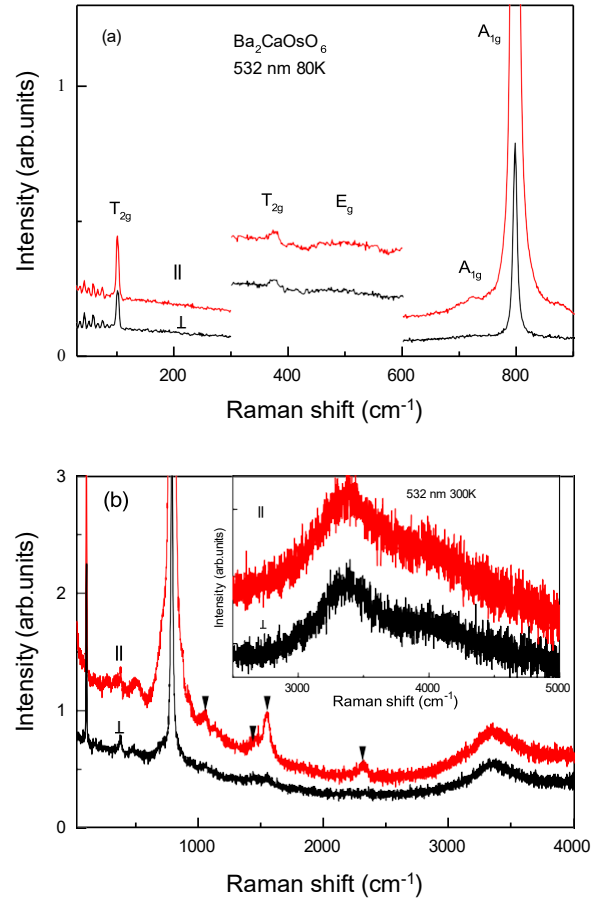 (a)
Ba₂CaOsO₆
532 nm 80K
A₁g
1
T₂g
T₂g
E_g
A₁g
||
⊥
0
200 400 600 800
Intensity (arb.units)
Raman shift (cm⁻¹)
(b)
3
532 nm 300K
||
⊥
Intensity (arb.units)
3000 4000 5000
Raman shift (cm⁻¹)
2
||
⊥
1
0
1000 2000 3000 4000
Intensity (arb.units)
Raman shift (cm⁻¹)